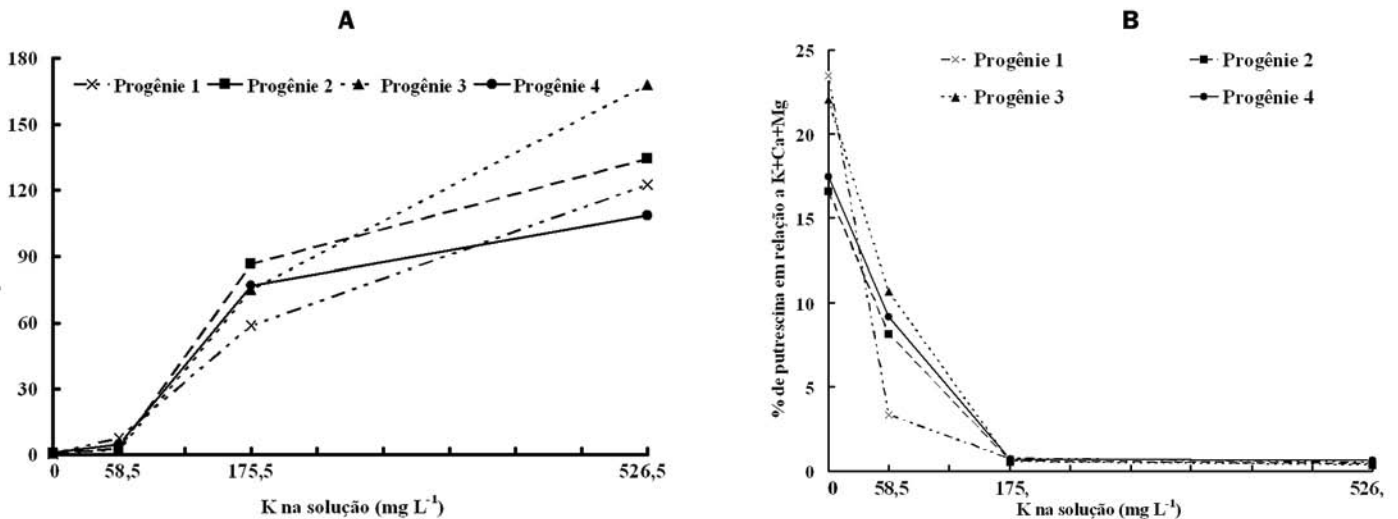 A
180
150
120
90
60
30
0
Progênie 1 Progênie 2 Progênie 3 Progênie 4
0 58,5 175,5 526,5
K na solução (mg L-1)
B
% de putrescina em relação a K+Ca+Mg
25
20
15
10
5
0
Progênie 1 Progênie 2
Progênie 3 Progênie 4
0 58,5 175, 526,
K na solução (mg L-1)